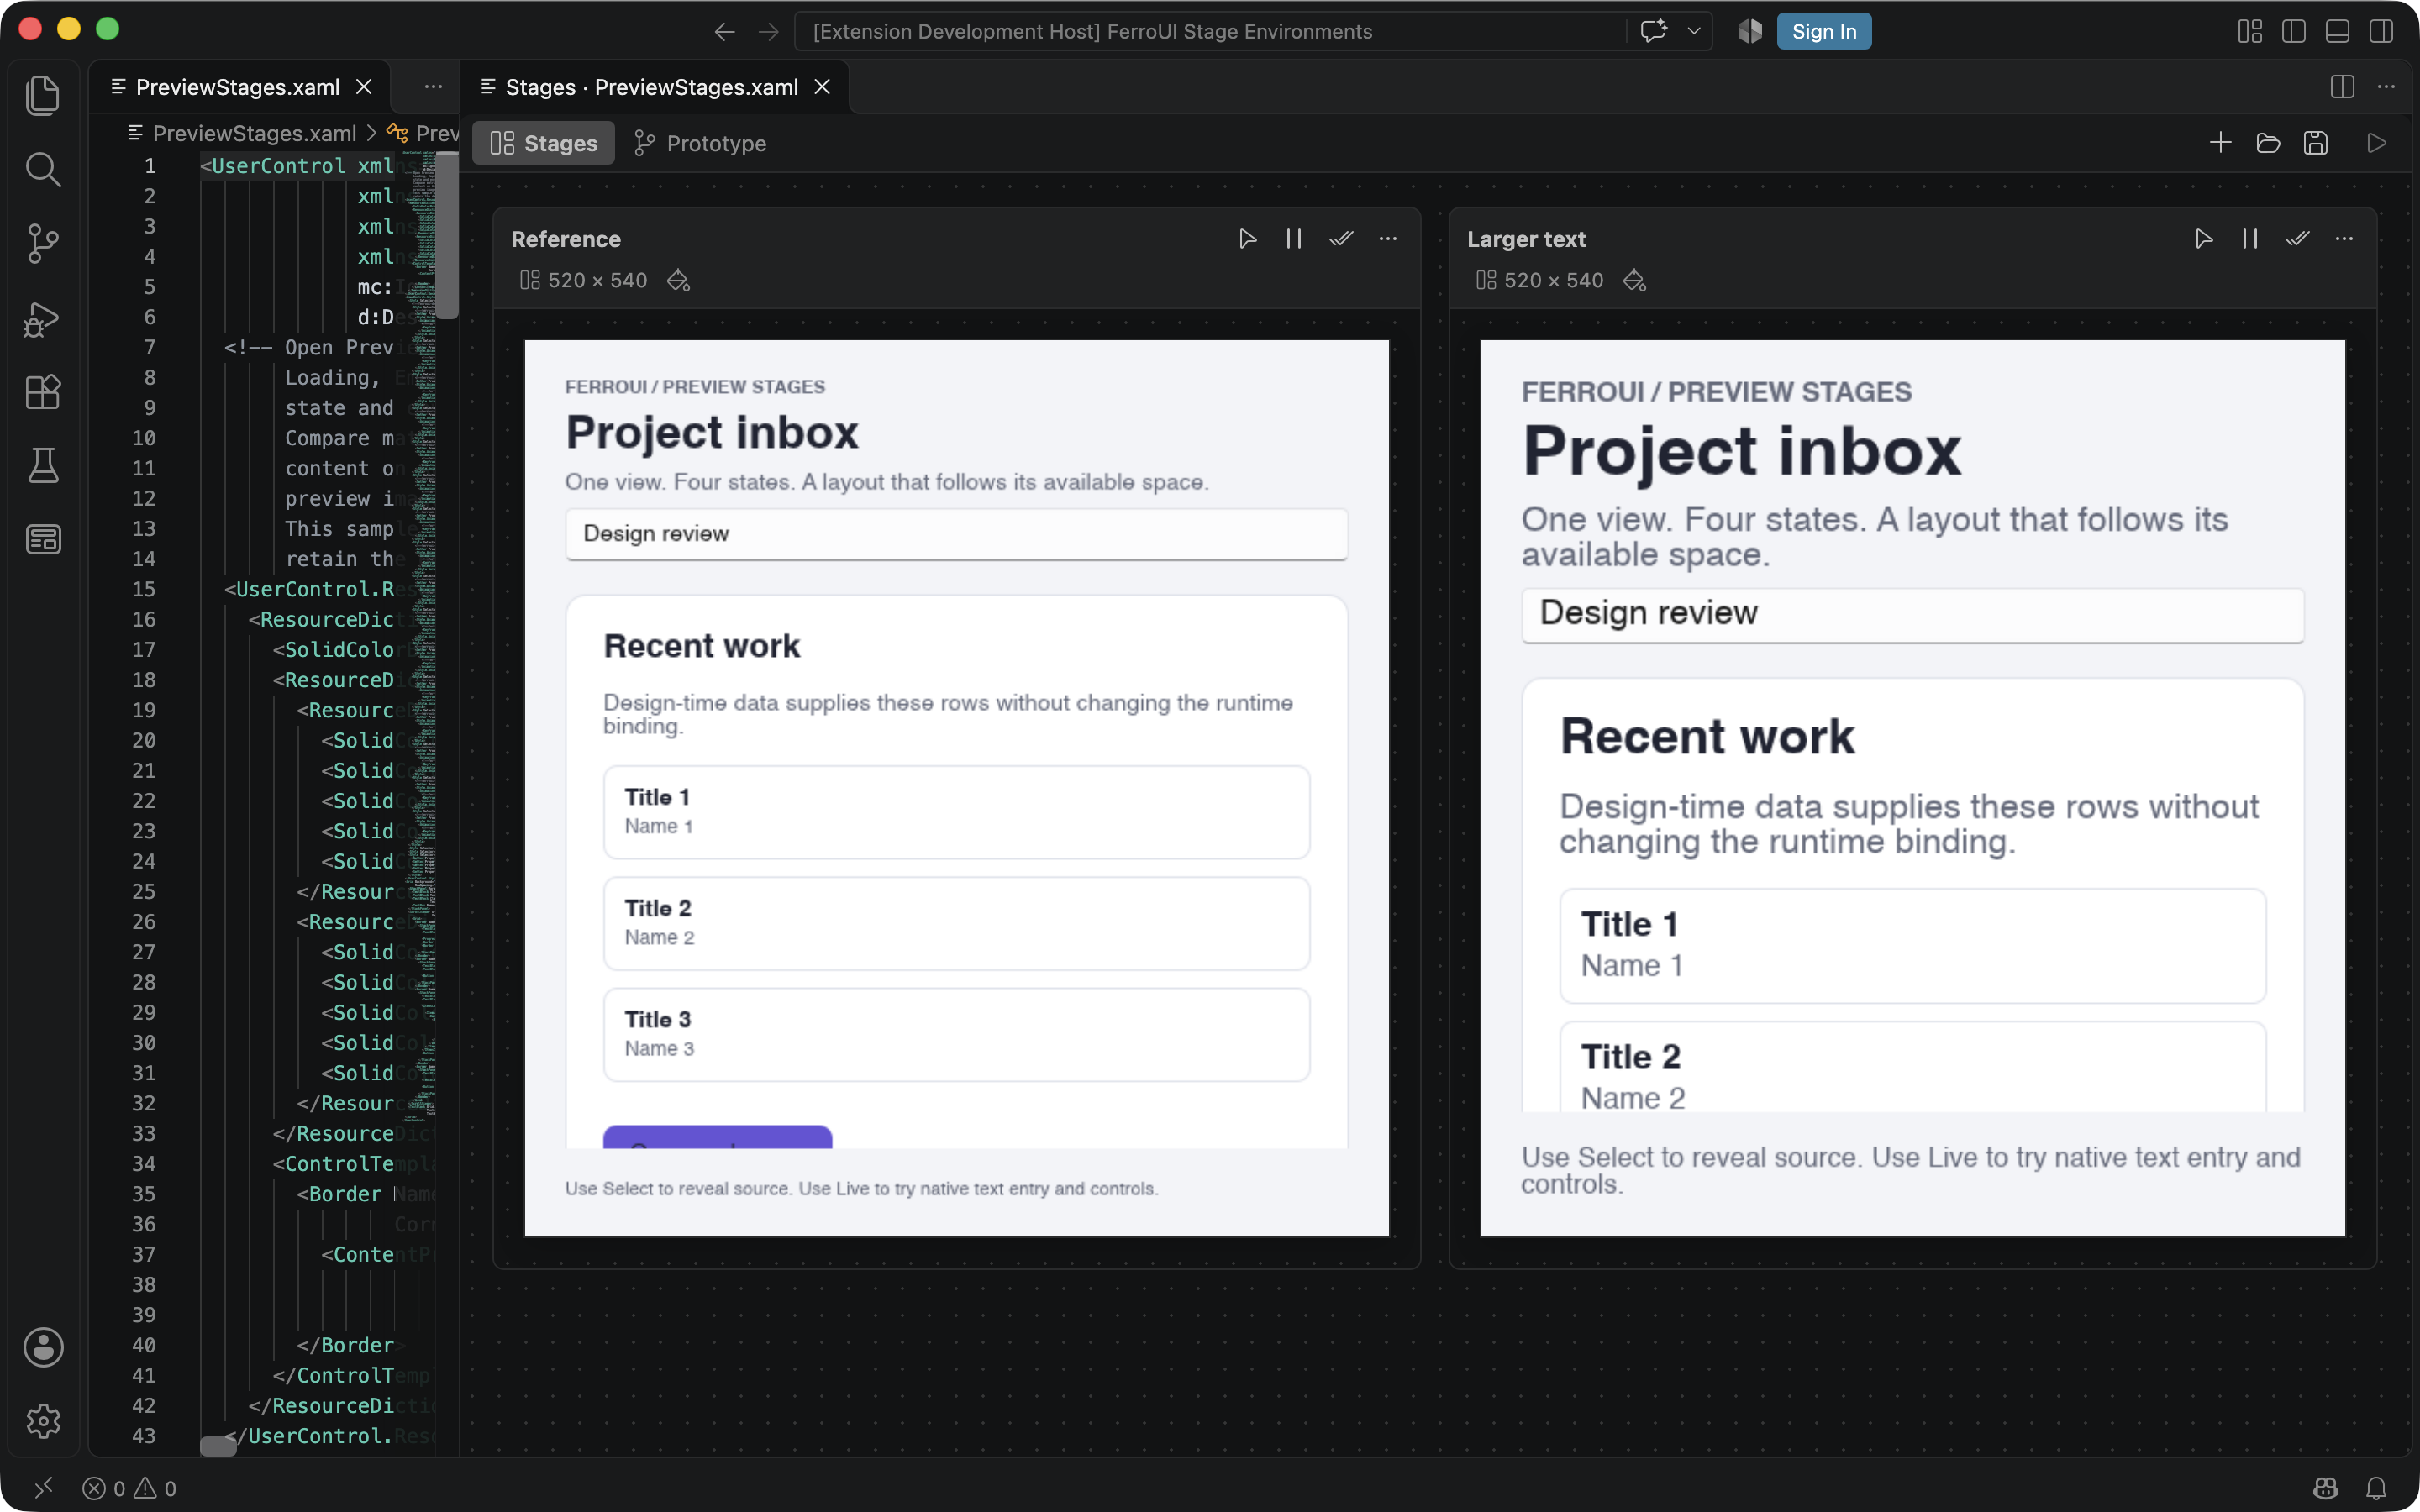 [Extension Development Host] FerroUI Stage Environments
Sign In
PreviewStages.xaml
Stages · PreviewStages.xaml
PreviewStages.xaml > Prev
Stages
Prototype
1 <UserControl xml
2 xml
3 xml
4 xml
5 mc:
6 d:D
7 <!-- Open Prev
8 Loading,
9 state and
10 Compare m
11 content o
12 preview i
13 This samp
14 retain the
15 <UserControl.R
16 <ResourceDic
17 <SolidColo
18 <ResourceD
19 <Resourc
20 <Solid
21 <Solid
22 <Solid
23 <Solid
24 <Solid
25 </Resour
26 <Resourc
27 <Solid
28 <Solid
29 <Solid
30 <Solid
31 <Solid
32 </Resour
33 </Resource
34 <ControlTe
35 <Border Name
36 Corn
37 <Conte
38
39
40 </Border>
41 </ControlTemp
42 </ResourceDi
43 </UserControl.
Reference
520 × 540
FERROUI / PREVIEW STAGES
Project inbox
One view. Four states. A layout that follows its available space.
Design review
Recent work
Design-time data supplies these rows without changing the runtime
binding.
Title 1
Name 1
Title 2
Name 2
Title 3
Name 3
Use Select to reveal source. Use Live to try native text entry and controls.
Larger text
520 × 540
FERROUI / PREVIEW STAGES
Project inbox
One view. Four states. A layout that follows its
available space.
Design review
Recent work
Design-time data supplies these rows without
changing the runtime binding.
Title 1
Name 1
Title 2
Name 2
Use Select to reveal source. Use Live to try native text entry and
controls.
0
0